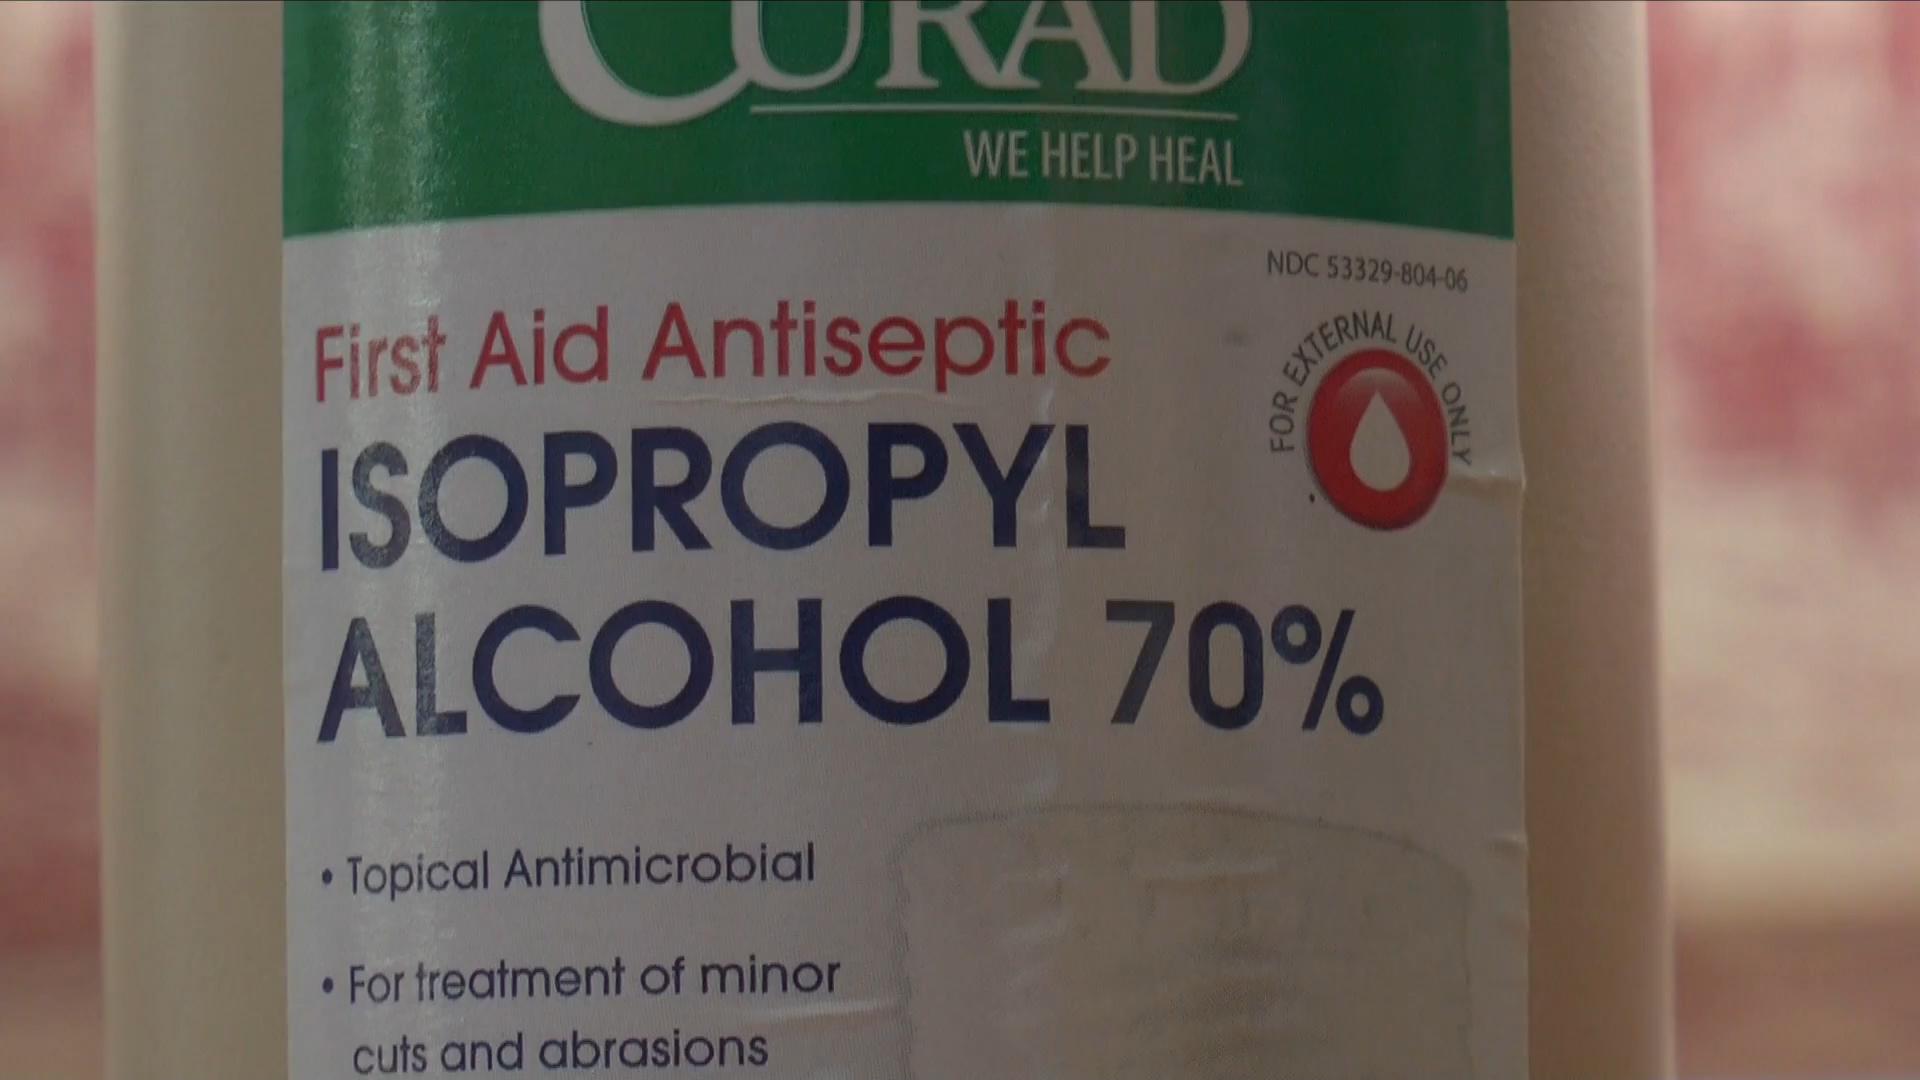 CURAD
WE HELP HEAL
NDC 53329-804-06
FOR EXTERNAL USE ONLY
First Aid Antiseptic
ISOPROPYL
ALCOHOL 70%
• Topical Antimicrobial
• For treatment of minor
cuts and abrasions